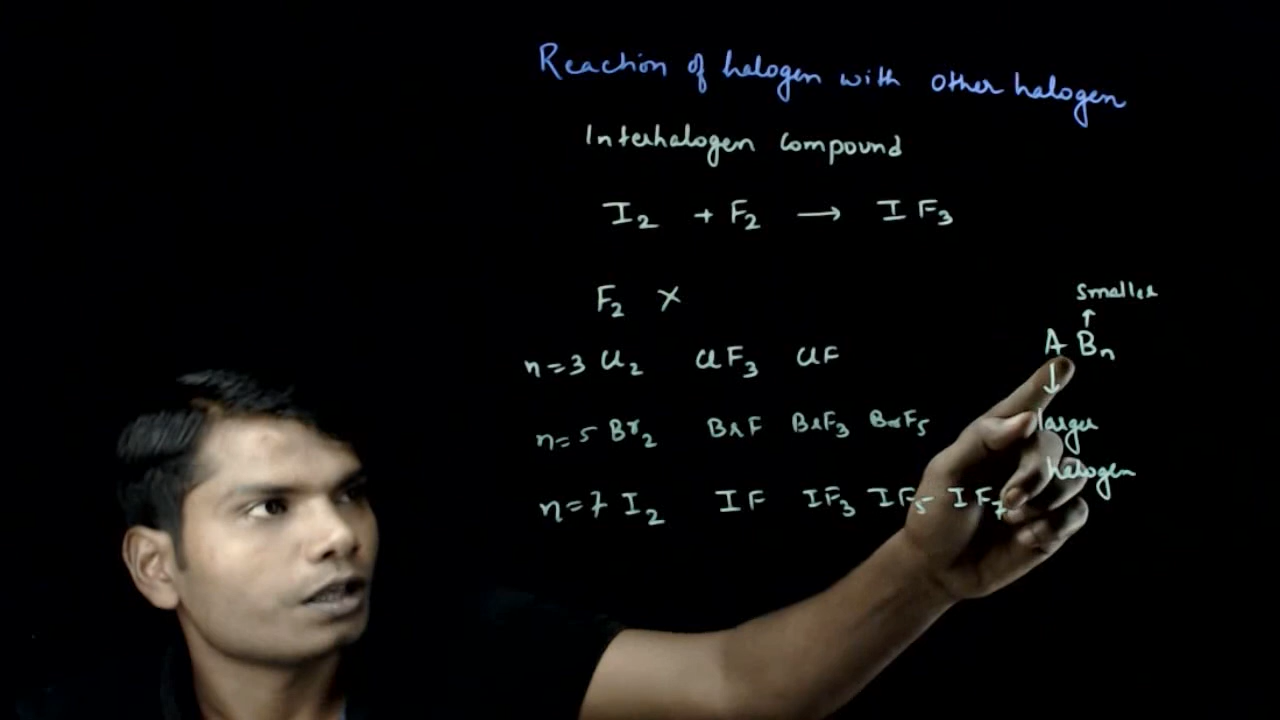 Reaction of halogen with other halogen
Interhalogen compound
I₂ + F₂ → IF₃
F₂ ×
Smaller
↑
A Bₙ
↓
larger
halogen
n=3 Cl₂ ClF₃ ClF
n=5 Br₂ BrF BrF₃ BrF₅
n=7 I₂ IF IF₃ IF₅ IF₇